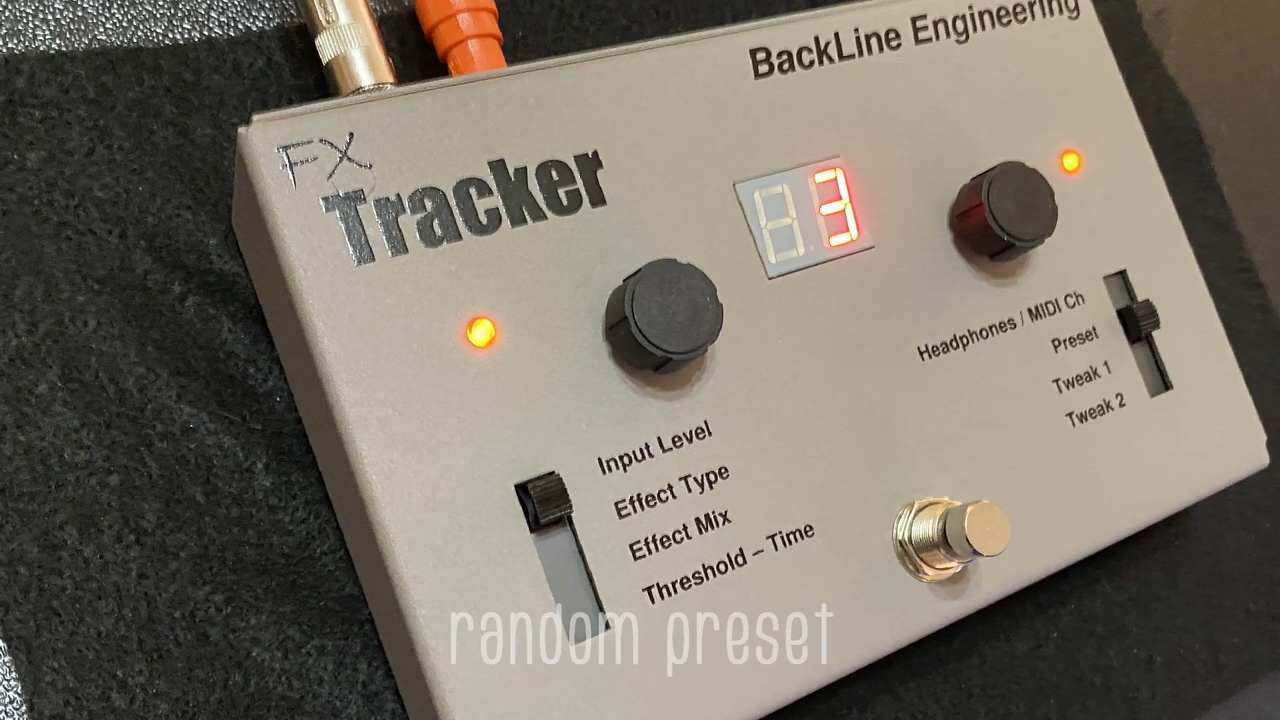 BackLine Engineering
FX
Tracker
3
Headphones / MIDI Ch
Preset
Tweak 1
Tweak 2
Input Level
Effect Type
Effect Mix
Threshold – Time
random preset